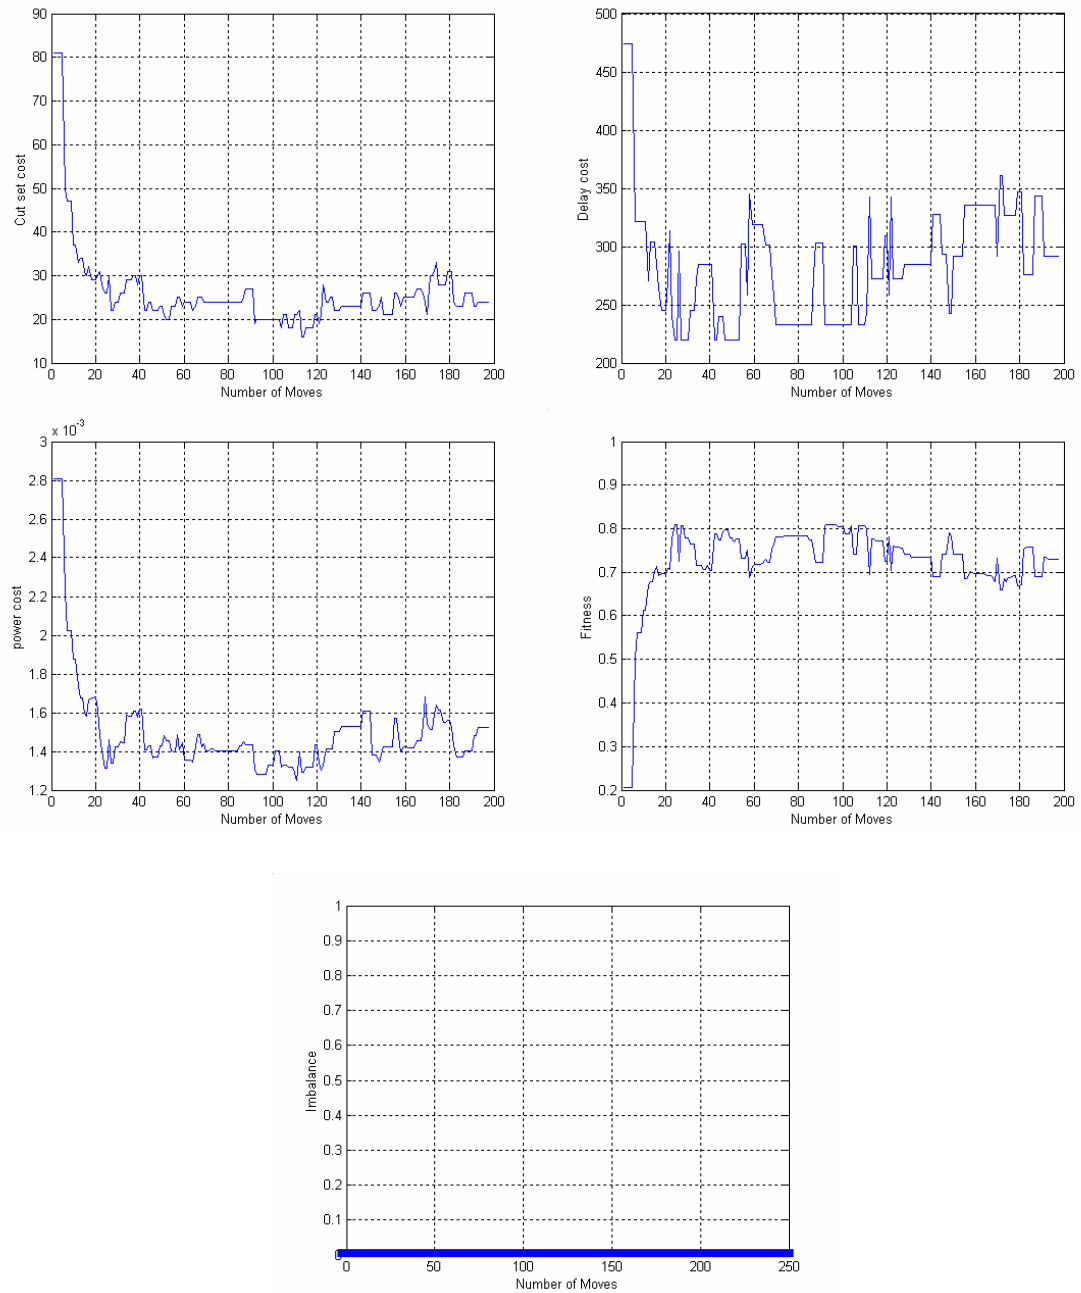 90
80
70
60
50
40
30
20
10
Cut set cost
0 20 40 60 80 100 120 140 160 180 200
Number of Moves
500
450
400
350
300
250
200
Delay cost
0 20 40 60 80 100 120 140 160 180 200
Number of Moves
x 10-3
3
2.8
2.6
2.4
2.2
2
1.8
1.6
1.4
1.2
power cost
0 20 40 60 80 100 120 140 160 180 200
Number of Moves
1
0.9
0.8
0.7
0.6
0.5
0.4
0.3
0.2
Fitness
0 20 40 60 80 100 120 140 160 180 200
Number of Moves
1
0.9
0.8
0.7
0.6
0.5
0.4
0.3
0.2
0.1
0
Imbalance
0 50 100 150 200 250
Number of Moves